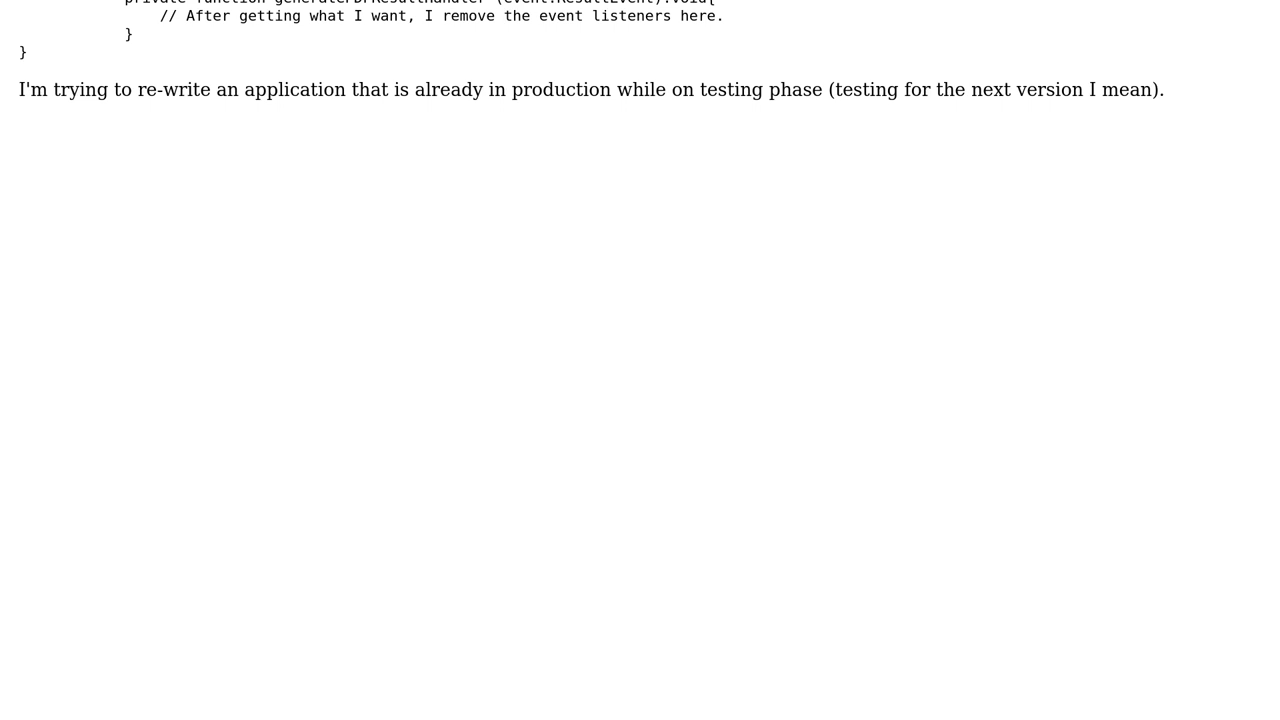 // After getting what I want, I remove the event listeners here.
}
}
I'm trying to re-write an application that is already in production while on testing phase (testing for the next version I mean).